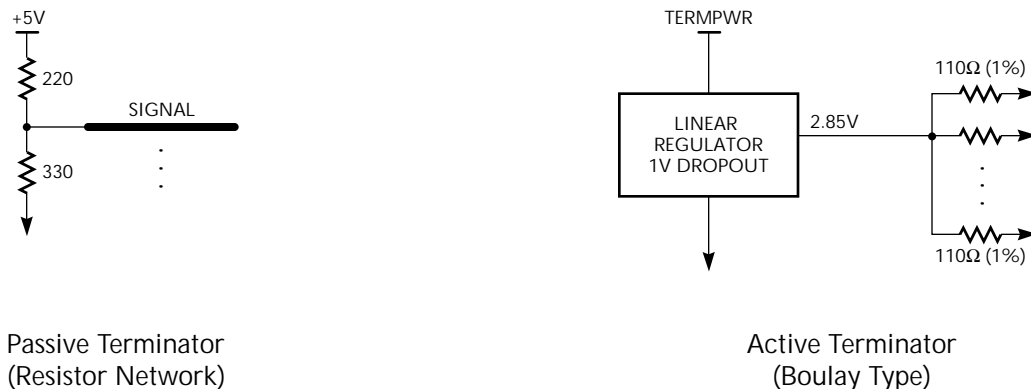 +5V
220
SIGNAL
330
Passive Terminator
(Resistor Network)
TERMPWR
LINEAR
REGULATOR
1V DROPOUT
2.85V
110Ω (1%)
110Ω (1%)
Active Terminator
(Boulay Type)